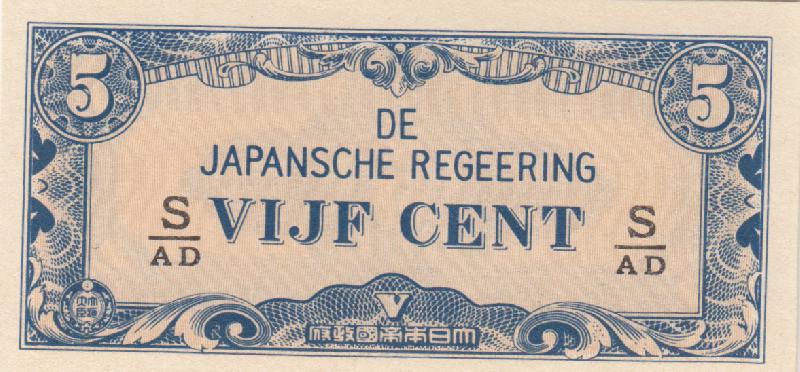 5 5
DE
JAPANSCHE REGEERING
S/AD VIJF CENT S/AD
V
大日本帝國政府